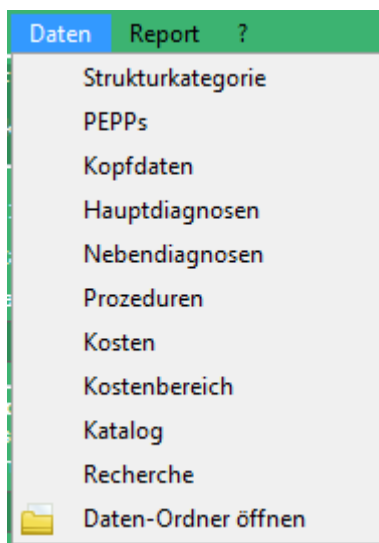 Daten Report ?
Strukturkategorie
PEPPs
Kopfdaten
Hauptdiagnosen
Nebendiagnosen
Prozeduren
Kosten
Kostenbereich
Katalog
Recherche
Daten-Ordner öffnen